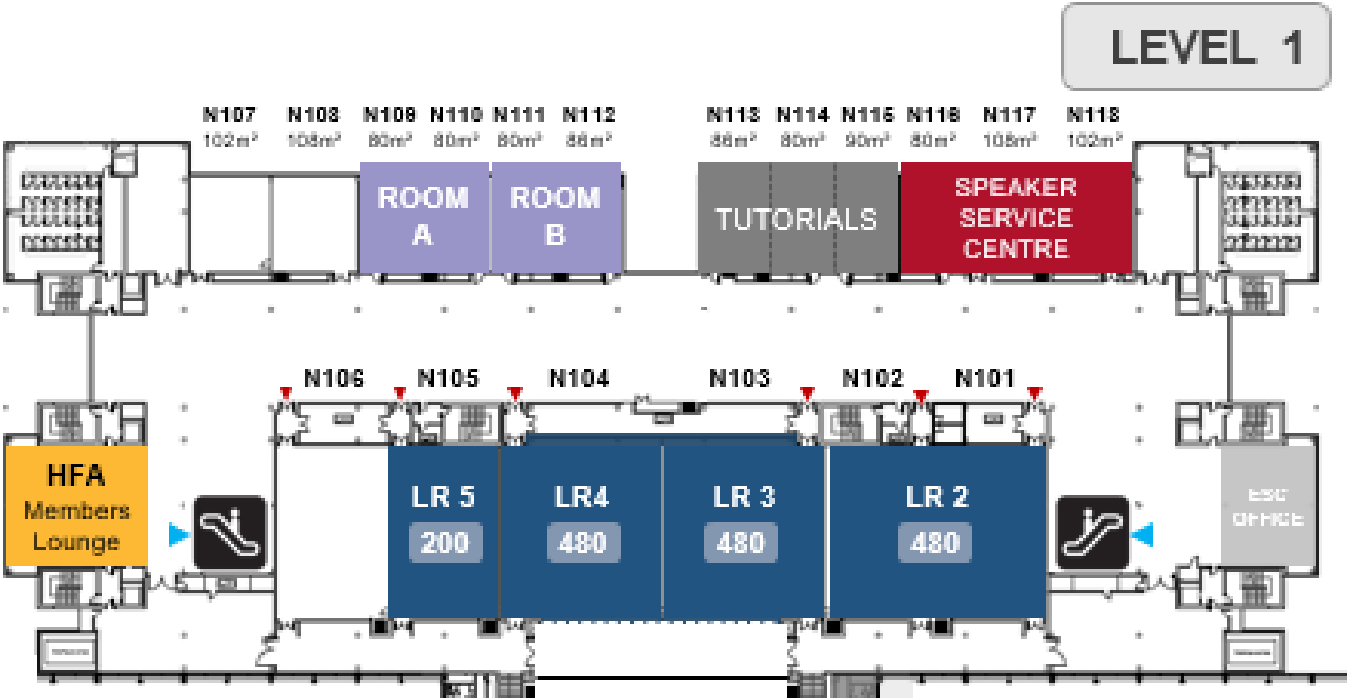 LEVEL 1
N107 N108 N109 N110 N111 N112 N113 N114 N115 N116 N117 N118
102m² 108m² 80m² 80m² 80m² 86m² 86m² 80m² 90m² 80m² 108m² 102m²
ROOM A
ROOM B
TUTORIALS
SPEAKER
SERVICE
CENTRE
N106 N105 N104 N103 N102 N101
HFA
Members
Lounge
LR 5
200
LR4
480
LR 3
480
LR 2
480
ESC
OFFICE